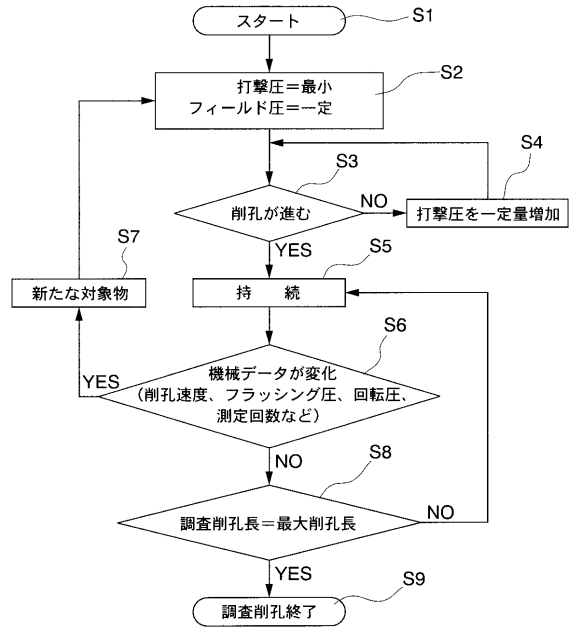 スタート
S1
打撃圧=最小
フィールド圧=一定
S2
S3
削孔が進む
NO
S4
打撃圧を一定量増加
YES
S7
新たな対象物
S5
持 続
S6
機械データが変化
(削孔速度、フラッシング圧、回転圧、
測定回数など)
YES
NO
S8
調査削孔長=最大削孔長
NO
YES
S9
調査削孔終了